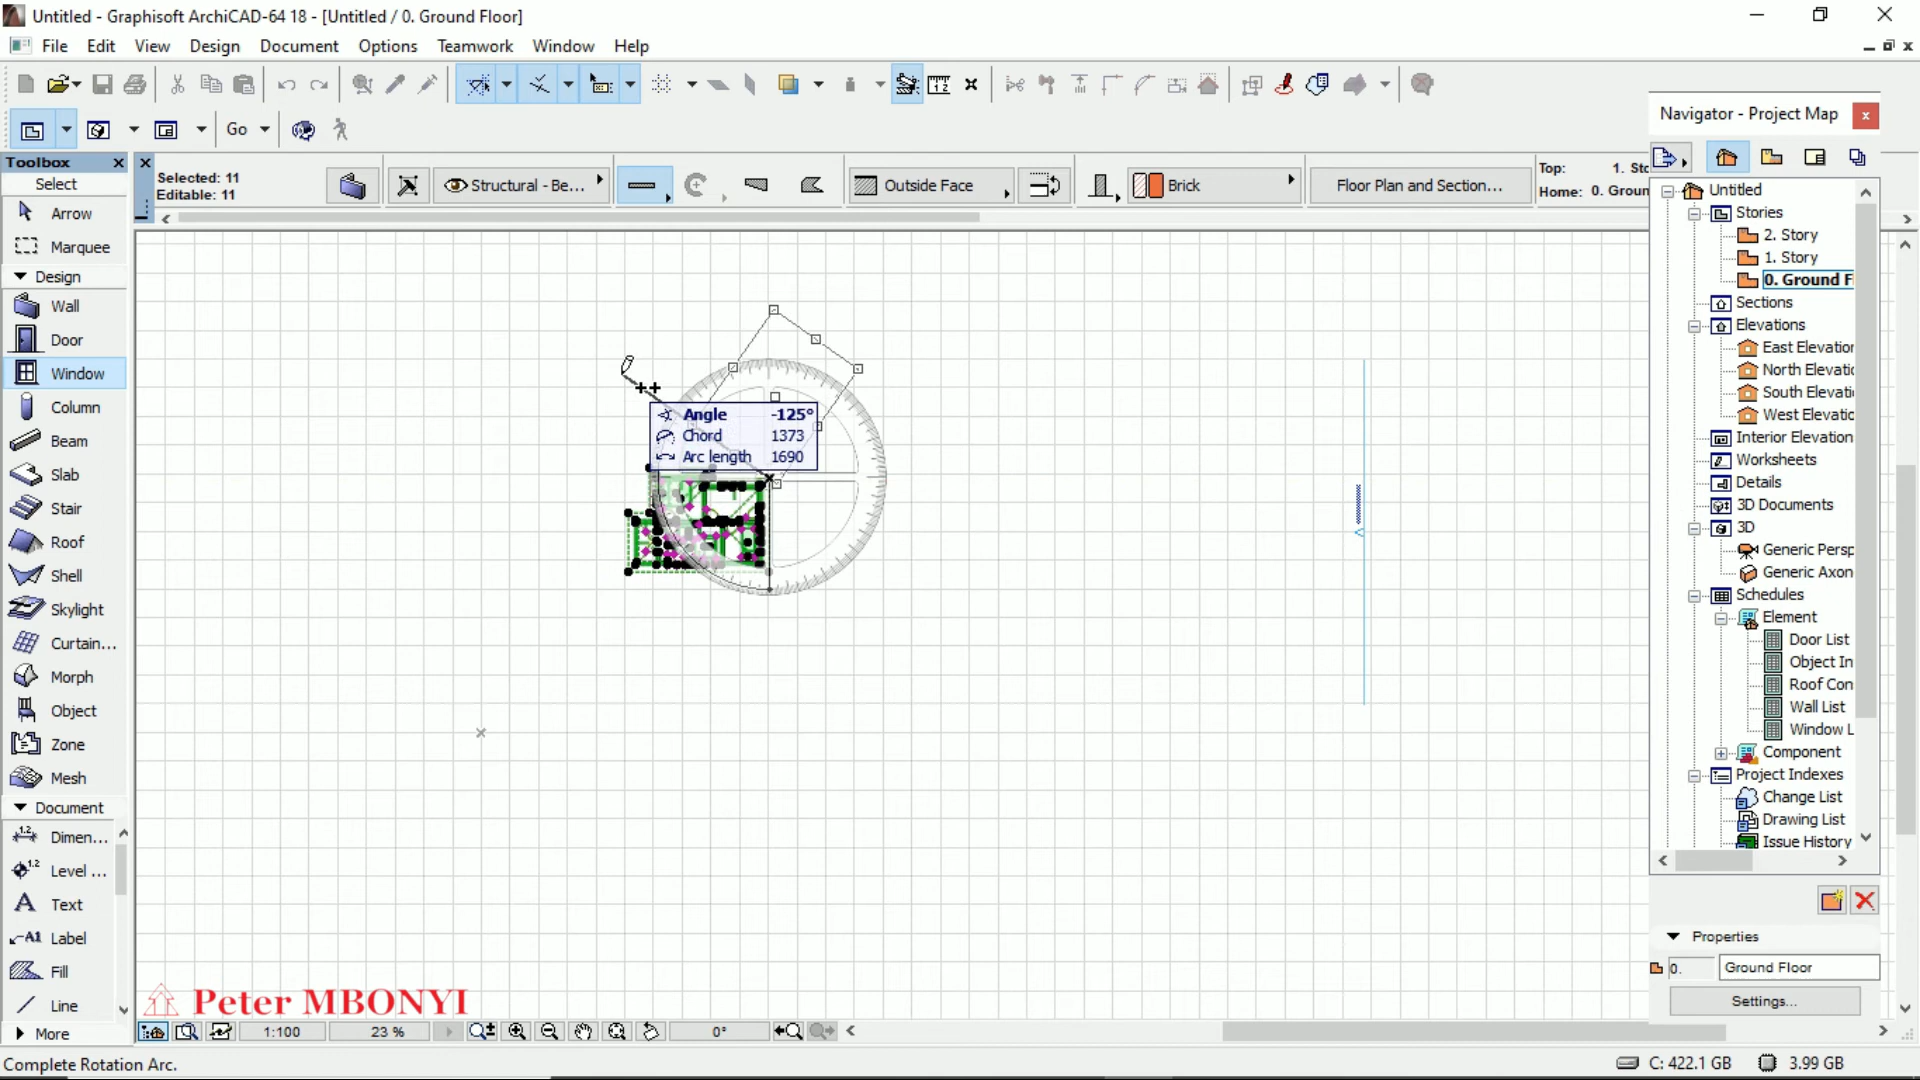 Untitled - Graphisoft ArchiCAD-64 18 - [Untitled / 0. Ground Floor]
File Edit View Design Document Options Teamwork Window Help
Go
Navigator - Project Map
Toolbox
Select
Arrow
Marquee
Design
Wall
Door
Window
Column
Beam
Slab
Stair
Roof
Shell
Skylight
Curtain...
Morph
Object
Zone
Mesh
Document
Dimen...
Level ...
Text
Label
Fill
Line
More
Selected: 11
Editable: 11
Structural - Be...
Outside Face
Brick
Floor Plan and Section...
Top: 1. Sto
Home: 0. Groun
Angle -125°
Chord 1373
Arc length 1690
Untitled
Stories
2. Story
1. Story
0. Ground F
Sections
Elevations
East Elevation
North Elevati
South Elevati
West Elevatio
Interior Elevation
Worksheets
Details
3D Documents
3D
Generic Persp
Generic Axon
Schedules
Element
Door List
Object In
Roof Con
Wall List
Window L
Component
Project Indexes
Change List
Drawing List
Issue History
Properties
0. Ground Floor
Settings...
Peter MBONYI
1:100 23 % 0°
Complete Rotation Arc.
C: 422.1 GB 3.99 GB